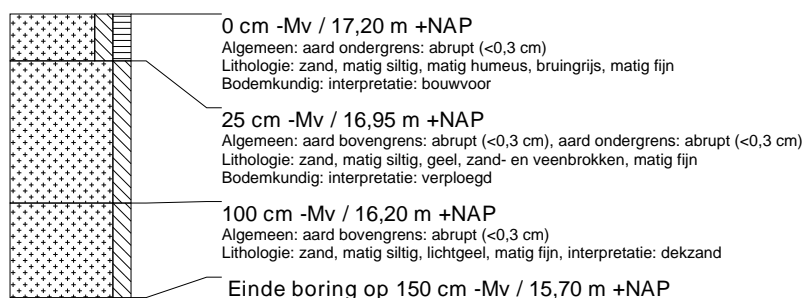 0 cm -Mv / 17,20 m +NAP
Algemeen: aard ondergrens: abrupt (<0,3 cm)
Lithologie: zand, matig siltig, matig humeus, bruingrijs, matig fijn
Bodemkundig: interpretatie: bouwvoor
25 cm -Mv / 16,95 m +NAP
Algemeen: aard bovengrens: abrupt (<0,3 cm), aard ondergrens: abrupt (<0,3 cm)
Lithologie: zand, matig siltig, geel, zand- en veenbrokken, matig fijn
Bodemkundig: interpretatie: verploegd
100 cm -Mv / 16,20 m +NAP
Algemeen: aard bovengrens: abrupt (<0,3 cm)
Lithologie: zand, matig siltig, lichtgeel, matig fijn, interpretatie: dekzand
Einde boring op 150 cm -Mv / 15,70 m +NAP